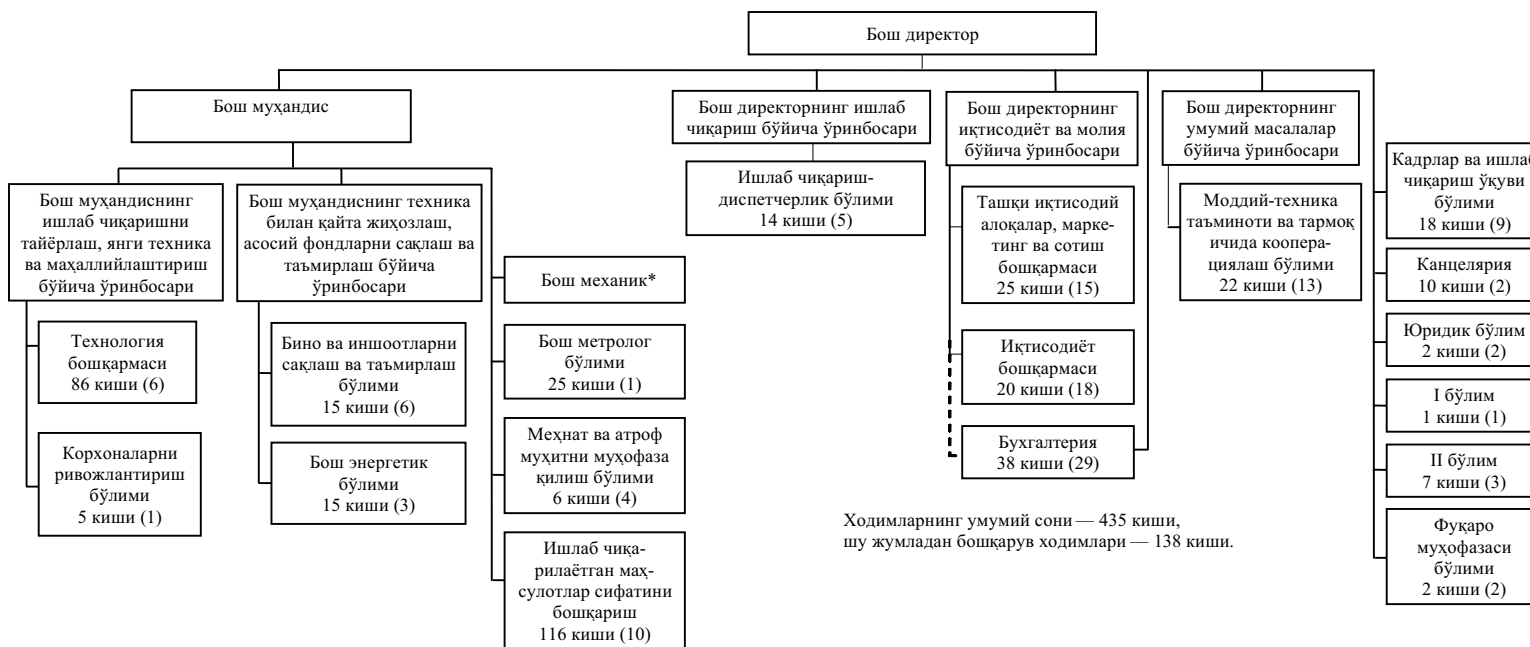 Бош директор
Бош муҳандис
Бош директорнинг ишлаб
чиқариш бўйича ўринбосари
Бош директорнинг
иқтисодиёт ва молия
бўйича ўринбосари
Бош директорнинг
умумий масалалар
бўйича ўринбосари
Кадрлар ва ишлаб
чиқариш ўқуви
бўлими
18 киши (9)
Бош муҳандиснинг
ишлаб чиқаришни
тайёрлаш, янги техника
ва маҳаллийлаштириш
бўйича ўринбосари
Бош муҳандиснинг техника
билан қайта жиҳозлаш,
асосий фондларни сақлаш ва
таъмирлаш бўйича
ўринбосари
Бош механик*
Ишлаб чиқариш-
диспетчерлик бўлими
14 киши (5)
Ташқи иқтисодий
алоқалар, марке-
тинг ва сотиш
бошқармаси
25 киши (15)
Моддий-техника
таъминоти ва тармоқ
ичида коопера-
циялаш бўлими
22 киши (13)
Канцелярия
10 киши (2)
Технология
бошқармаси
86 киши (6)
Бино ва иншоотларни
сақлаш ва таъмирлаш
бўлими
15 киши (6)
Бош метролог
бўлими
25 киши (1)
Иқтисодиёт
бошқармаси
20 киши (18)
Юридик бўлим
2 киши (2)
I бўлим
1 киши (1)
Корхоналарни
ривожлантириш
бўлими
5 киши (1)
Бош энергетик
бўлими
15 киши (3)
Меҳнат ва атроф
муҳитни муҳофаза
қилиш бўлими
6 киши (4)
Бухгалтерия
38 киши (29)
II бўлим
7 киши (3)
Ишлаб чиқа-
рилаётган маҳ-
сулотлар сифатини
бошқариш
116 киши (10)
Ходимларнинг умумий сони — 435 киши,
шу жумладан бошқарув ходимлари — 138 киши.
Фуқаро
муҳофазаси
бўлими
2 киши (2)